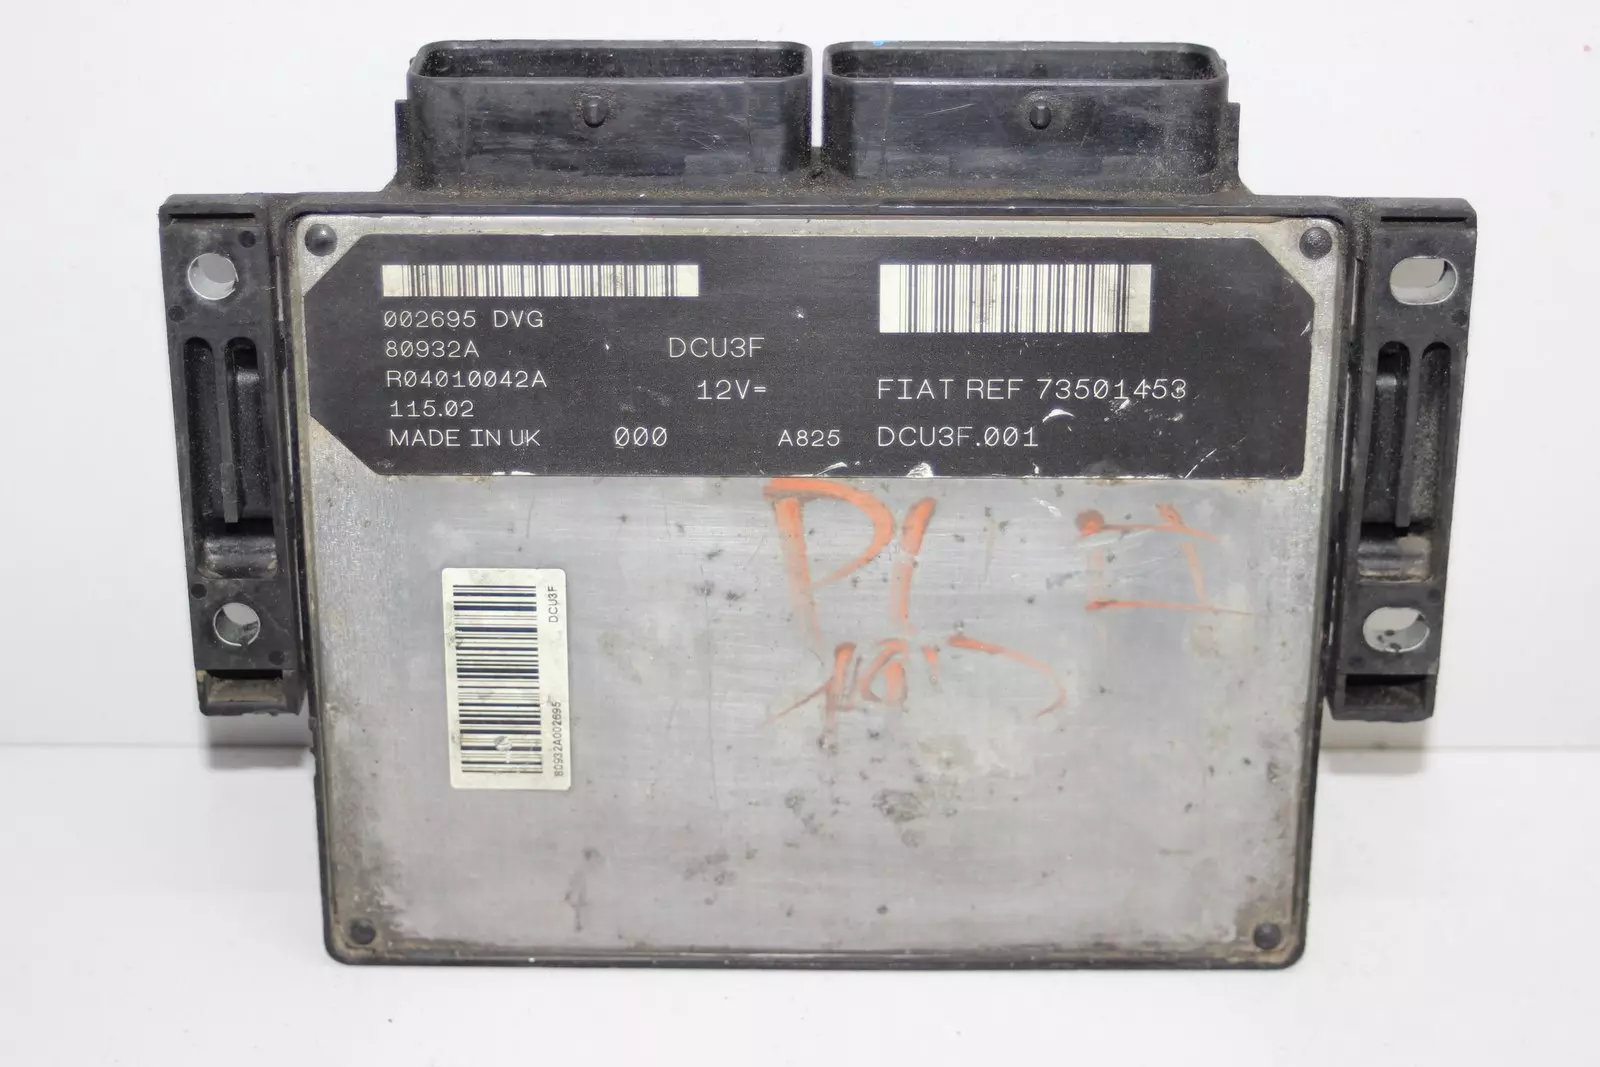 002695 DVG
80932A
DCU3F
R04010042A
12V=
FIAT REF 73501453
115.02
MADE IN UK
000
A825
DCU3F.001
DCU3F
80932A002695